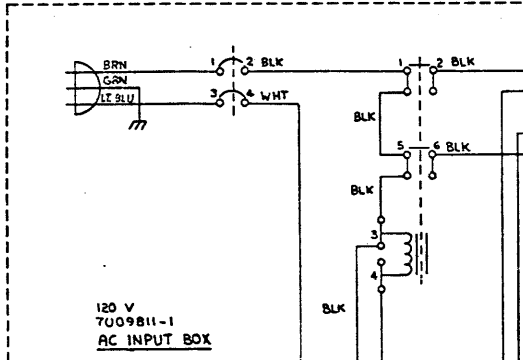 BRN
GRN
LT BLU
1 2 BLK
3 4 WHT
1 2 BLK
BLK
5 6 BLK
BLK
3
4
BLK
120 V
7U09811-1
AC INPUT BOX